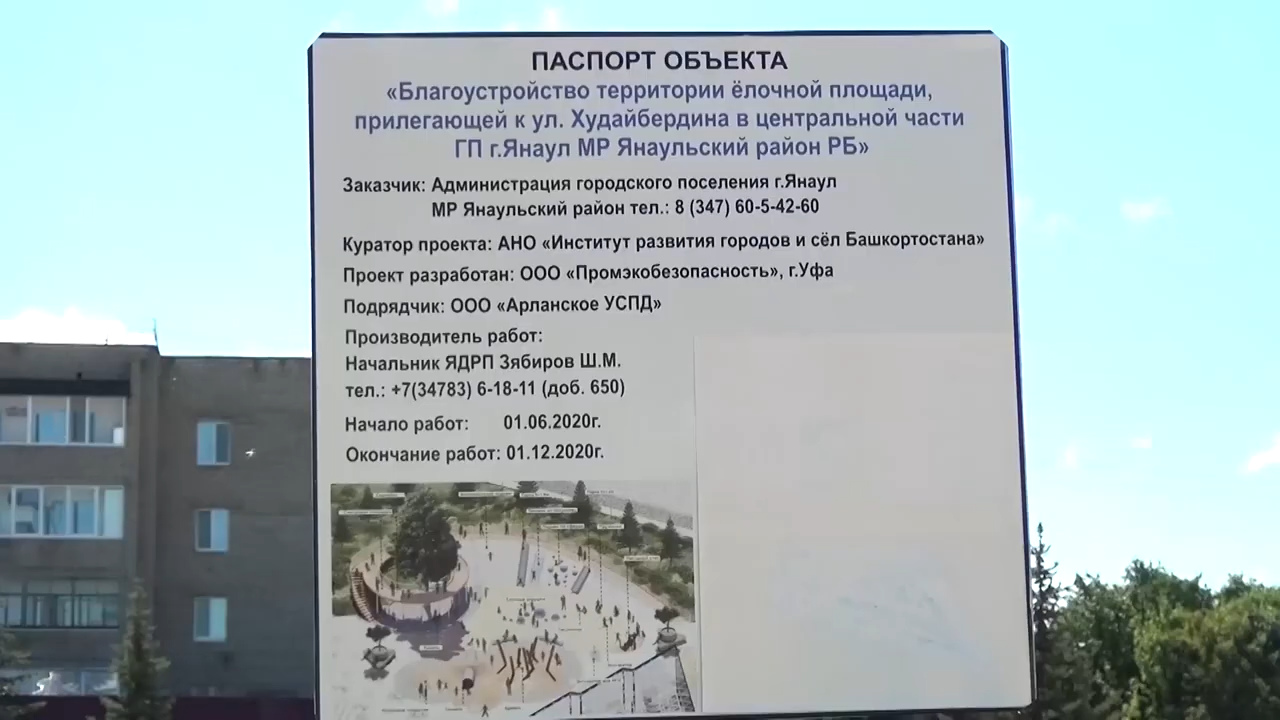 ПАСПОРТ ОБЪЕКТА
«Благоустройство территории ёлочной площади,
прилегающей к ул. Худайбердина в центральной части
ГП г.Янаул МР Янаульский район РБ»
Заказчик: Администрация городского поселения г.Янаул
МР Янаульский район тел.: 8 (347) 60-5-42-60
Куратор проекта: АНО «Институт развития городов и сёл Башкортостана»
Проект разработан: ООО «Промэкобезопасность», г.Уфа
Подрядчик: ООО «Арланское УСПД»
Производитель работ:
Начальник ЯДРП Зябиров Ш.М.
тел.: +7(34783) 6-18-11 (доб. 650)
Начало работ: 01.06.2020г.
Окончание работ: 01.12.2020г.